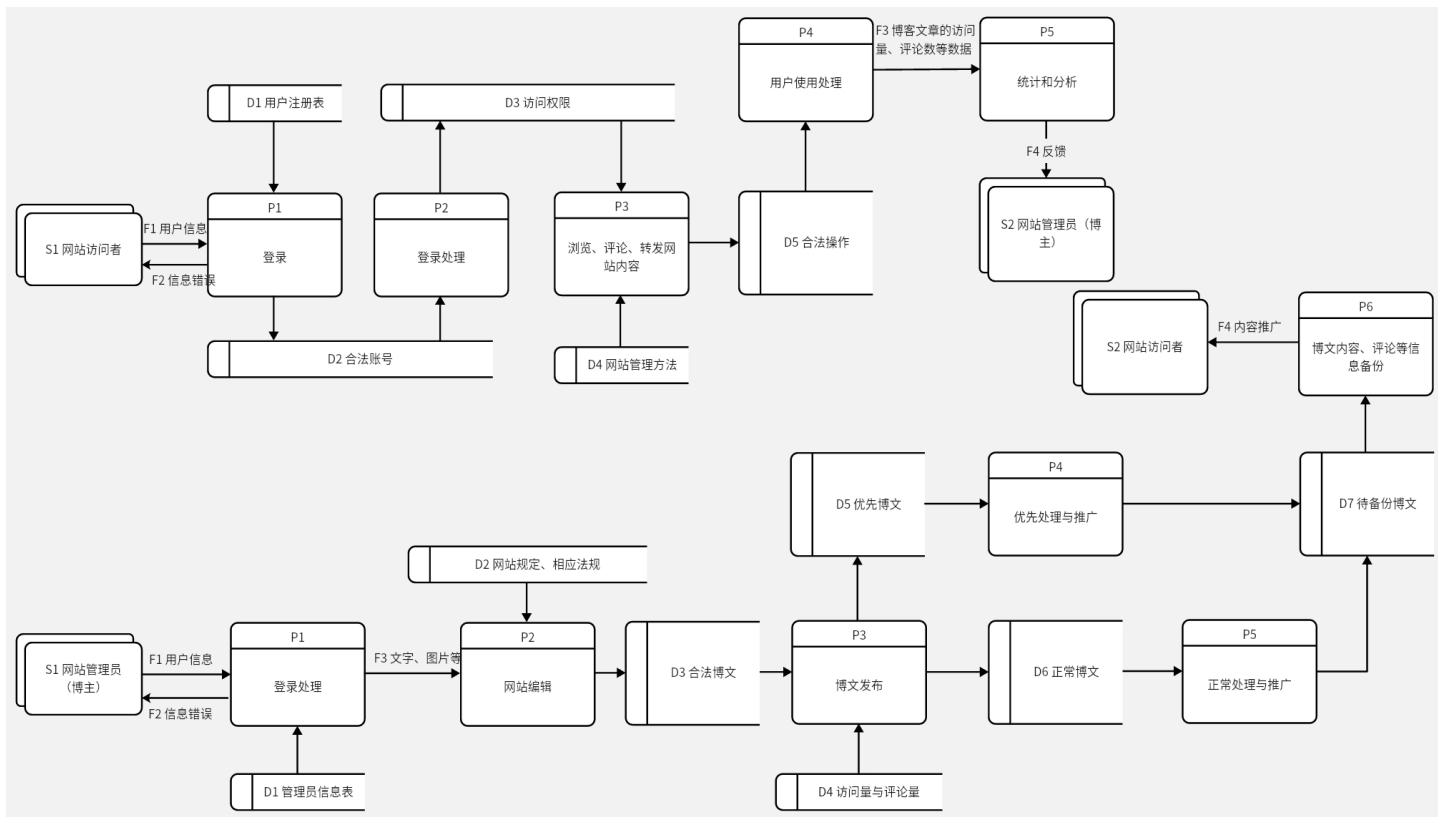 P4
用户使用处理
F3 博客文章的访问
量、评论数等数据
P5
统计和分析
D1 用户注册表
D3 访问权限
F4 反馈
S1 网站访问者
F1 用户信息
F2 信息错误
P1
登录
P2
登录处理
P3
浏览、评论、转发网
站内容
D5 合法操作
S2 网站管理员（博
主）
D2 合法账号
D4 网站管理方法
S2 网站访问者
F4 内容推广
P6
博文内容、评论等信
息备份
D5 优先博文
P4
优先处理与推广
D7 待备份博文
D2 网站规定、相应法规
S1 网站管理员
（博主）
F1 用户信息
F2 信息错误
P1
登录处理
F3 文字、图片等
P2
网站编辑
D3 合法博文
P3
博文发布
D6 正常博文
P5
正常处理与推广
D1 管理员信息表
D4 访问量与评论量